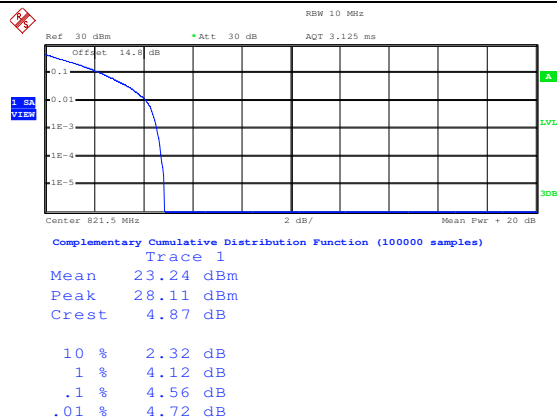 RBW 10 MHz
Ref 30 dBm *Att 30 dB AQT 3.125 ms
Offset 14.8 dB
0.1
A
0.01
1 SA
VIEW
1E-3
LVL
1E-4
1E-5
3DB
Center 821.5 MHz 2 dB/ Mean Pwr + 20 dB
Complementary Cumulative Distribution Function (100000 samples)
Trace 1
Mean 23.24 dBm
Peak 28.11 dBm
Crest 4.87 dB
10 % 2.32 dB
1 % 4.12 dB
.1 % 4.56 dB
.01 % 4.72 dB